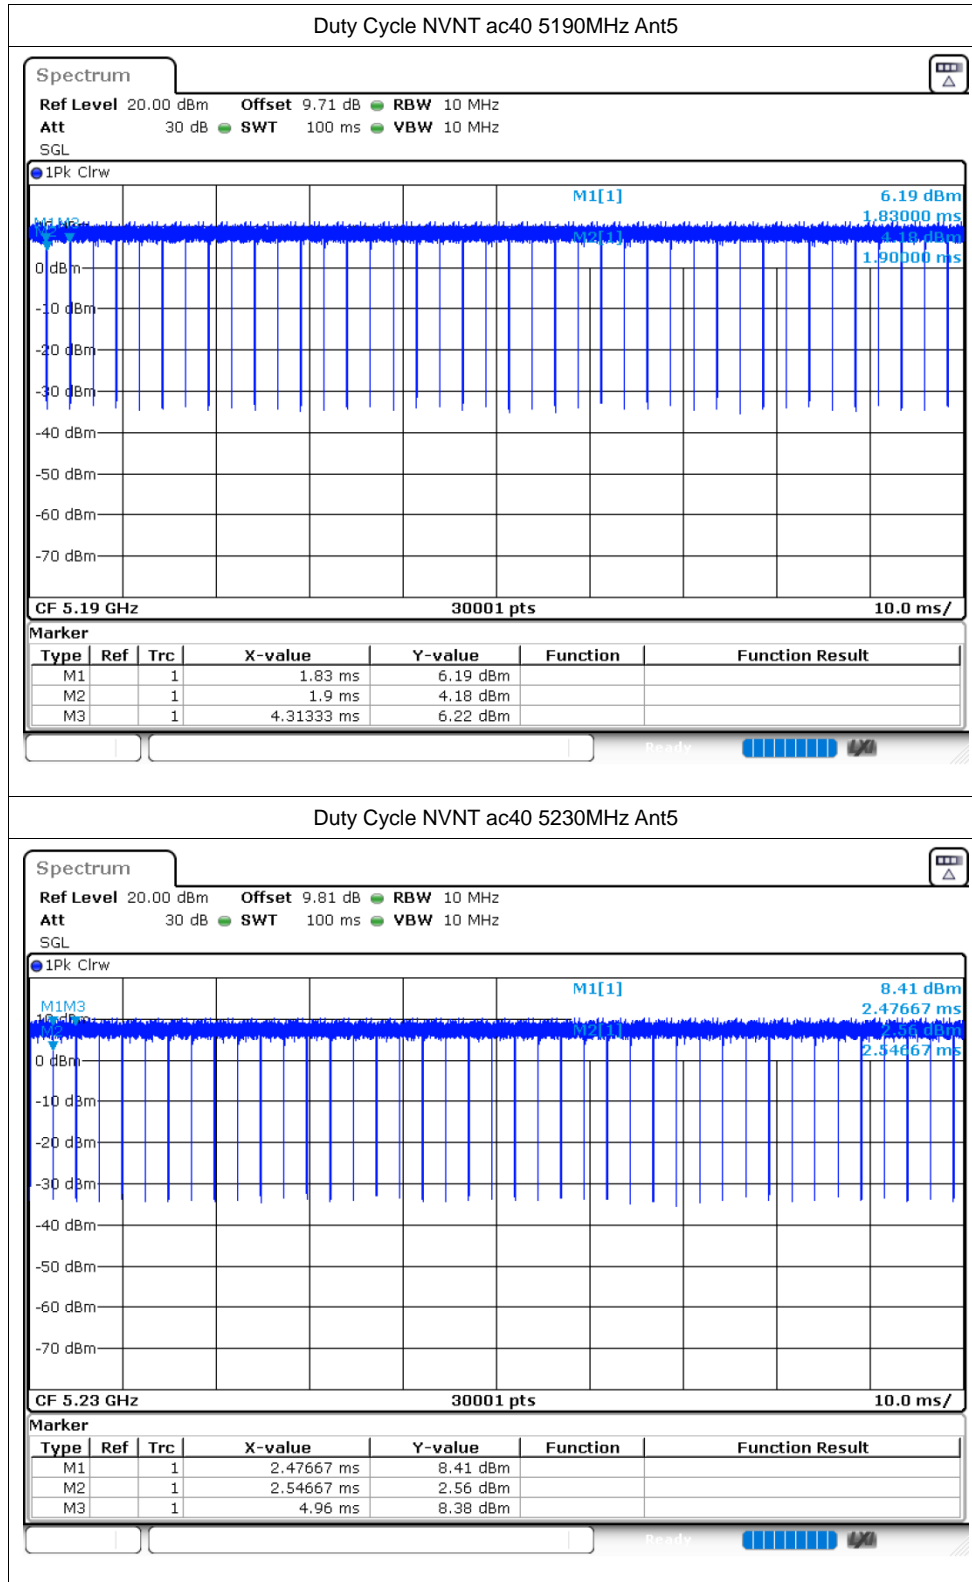 Duty Cycle NVNT ac40 5190MHz Ant5
Spectrum
Ref Level 20.00 dBm Offset 9.71 dB RBW 10 MHz
Att 30 dB SWT 100 ms VBW 10 MHz
SGL
1Pk Clrw
M1[1] 6.19 dBm
1.83000 ms
M2[1] 4.18 dBm
1.90000 ms
0 dBm
-10 dBm
-20 dBm
-30 dBm
-40 dBm
-50 dBm
-60 dBm
-70 dBm
CF 5.19 GHz 30001 pts 10.0 ms/
Marker
Type Ref Trc X-value Y-value Function Function Result
M1 1 1.83 ms 6.19 dBm
M2 1 1.9 ms 4.18 dBm
M3 1 4.31333 ms 6.22 dBm
Ready LXI
Duty Cycle NVNT ac40 5230MHz Ant5
Spectrum
Ref Level 20.00 dBm Offset 9.81 dB RBW 10 MHz
Att 30 dB SWT 100 ms VBW 10 MHz
SGL
1Pk Clrw
M1[1] 8.41 dBm
M1M3 2.47667 ms
10 dBm
M2 M2[1] 2.56 dBm
2.54667 ms
0 dBm
-10 dBm
-20 dBm
-30 dBm
-40 dBm
-50 dBm
-60 dBm
-70 dBm
CF 5.23 GHz 30001 pts 10.0 ms/
Marker
Type Ref Trc X-value Y-value Function Function Result
M1 1 2.47667 ms 8.41 dBm
M2 1 2.54667 ms 2.56 dBm
M3 1 4.96 ms 8.38 dBm
Ready LXI